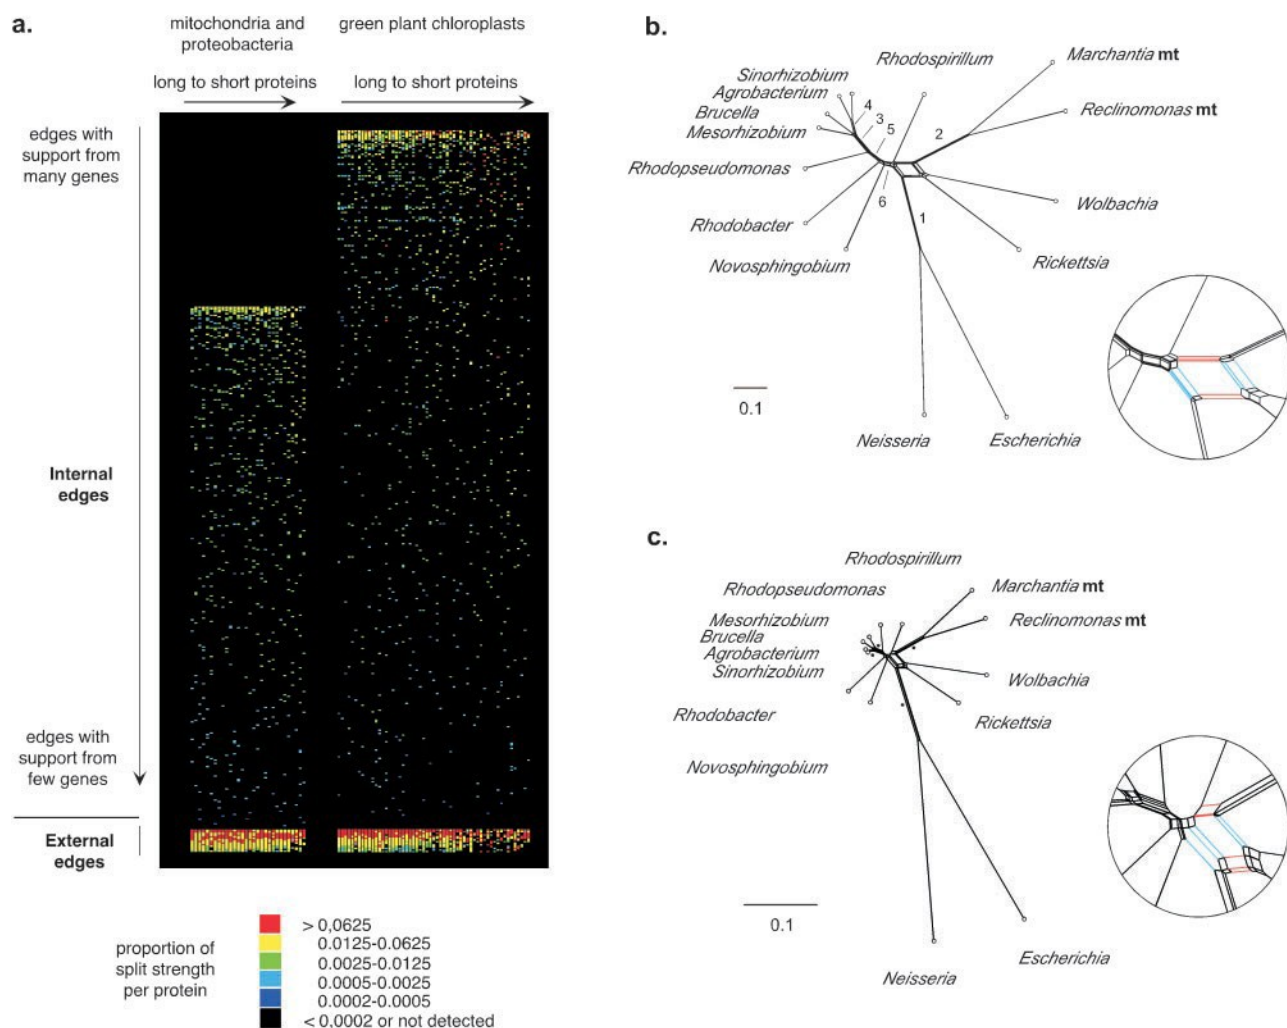 a.
mitochondria and
proteobacteria
green plant chloroplasts
long to short proteins
long to short proteins
edges with
support from
many genes
Internal
edges
edges with
support from
few genes
External
edges
proportion of
split strength
per protein
> 0,0625
0.0125-0.0625
0.0025-0.0125
0.0005-0.0025
0.0002-0.0005
< 0,0002 or not detected
b.
Rhodospirillum
Marchantia mt
Sinorhizobium
Agrobacterium
Brucella
Mesorhizobium
Reclinomonas mt
4
3
5
2
Rhodopseudomonas
6
1
Wolbachia
Rhodobacter
Novosphingobium
Rickettsia
0.1
Neisseria
Escherichia
c.
Rhodospirillum
Rhodopseudomonas
Marchantia mt
Mesorhizobium
Reclinomonas mt
Brucella
Agrobacterium
Sinorhizobium
Wolbachia
Rhodobacter
Rickettsia
Novosphingobium
0.1
Neisseria
Escherichia